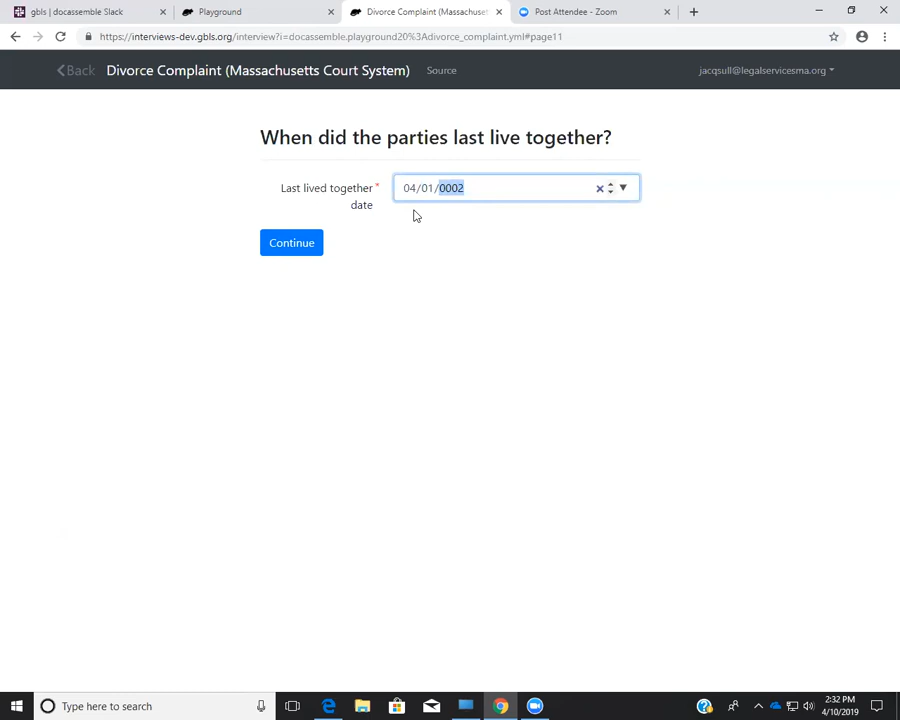 gbls | docassemble Slack
Playground
Divorce Complaint (Massachuset
Post Attendee - Zoom
https://interviews-dev.gbls.org/interview?i=docassemble.playground20%3Adivorce_complaint.yml#page11
Back
Divorce Complaint (Massachusetts Court System)
Source
jacqsull@legalservicesma.org
When did the parties last live together?
Last lived together * 04/01/0002
date
Continue
Type here to search
2:32 PM
4/10/2019